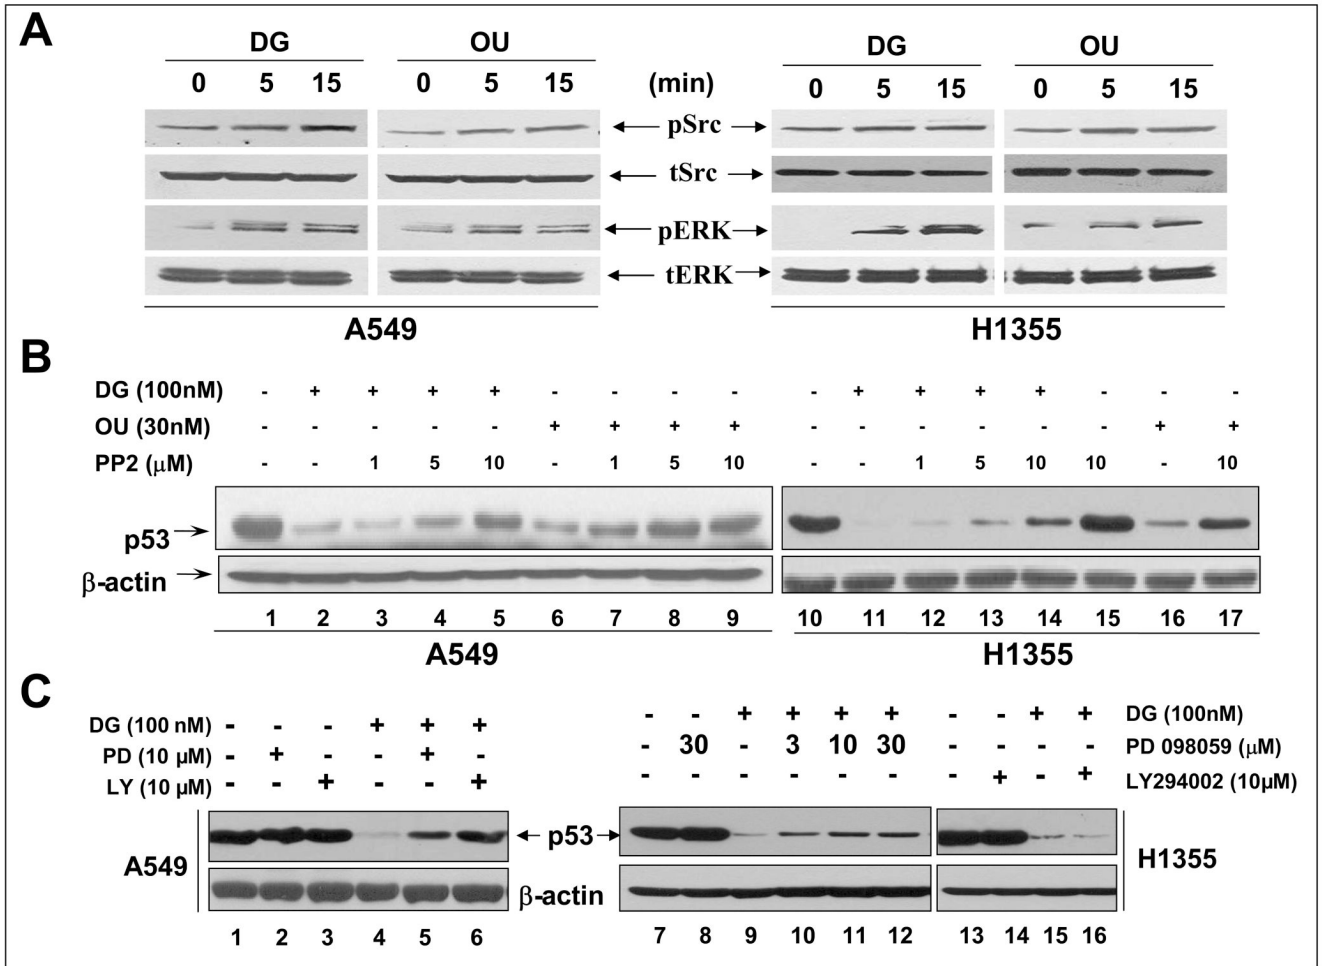 A
DG OU DG OU
0 5 15 0 5 15 (min) 0 5 15 0 5 15
pSrc
tSrc
pERK
tERK
A549 H1355
B
DG (100nM) - + + + + - - - - - + + + + - - -
OU (30nM) - - - - - + + + + - - - - - - + +
PP2 (μM) - - 1 5 10 - 1 5 10 - - 1 5 10 10 - 10
p53
β-actin
1 2 3 4 5 6 7 8 9 10 11 12 13 14 15 16 17
A549 H1355
C
DG (100 nM) - - - + + + - - + + + + - - + + DG (100nM)
PD (10 μM) - + - - + - - 30 - 3 10 30 - - - - PD 098059 (μM)
LY (10 μM) - - + - - + - - - - - - - + - + LY294002 (10μM)
A549 p53 H1355
β-actin
1 2 3 4 5 6 7 8 9 10 11 12 13 14 15 16